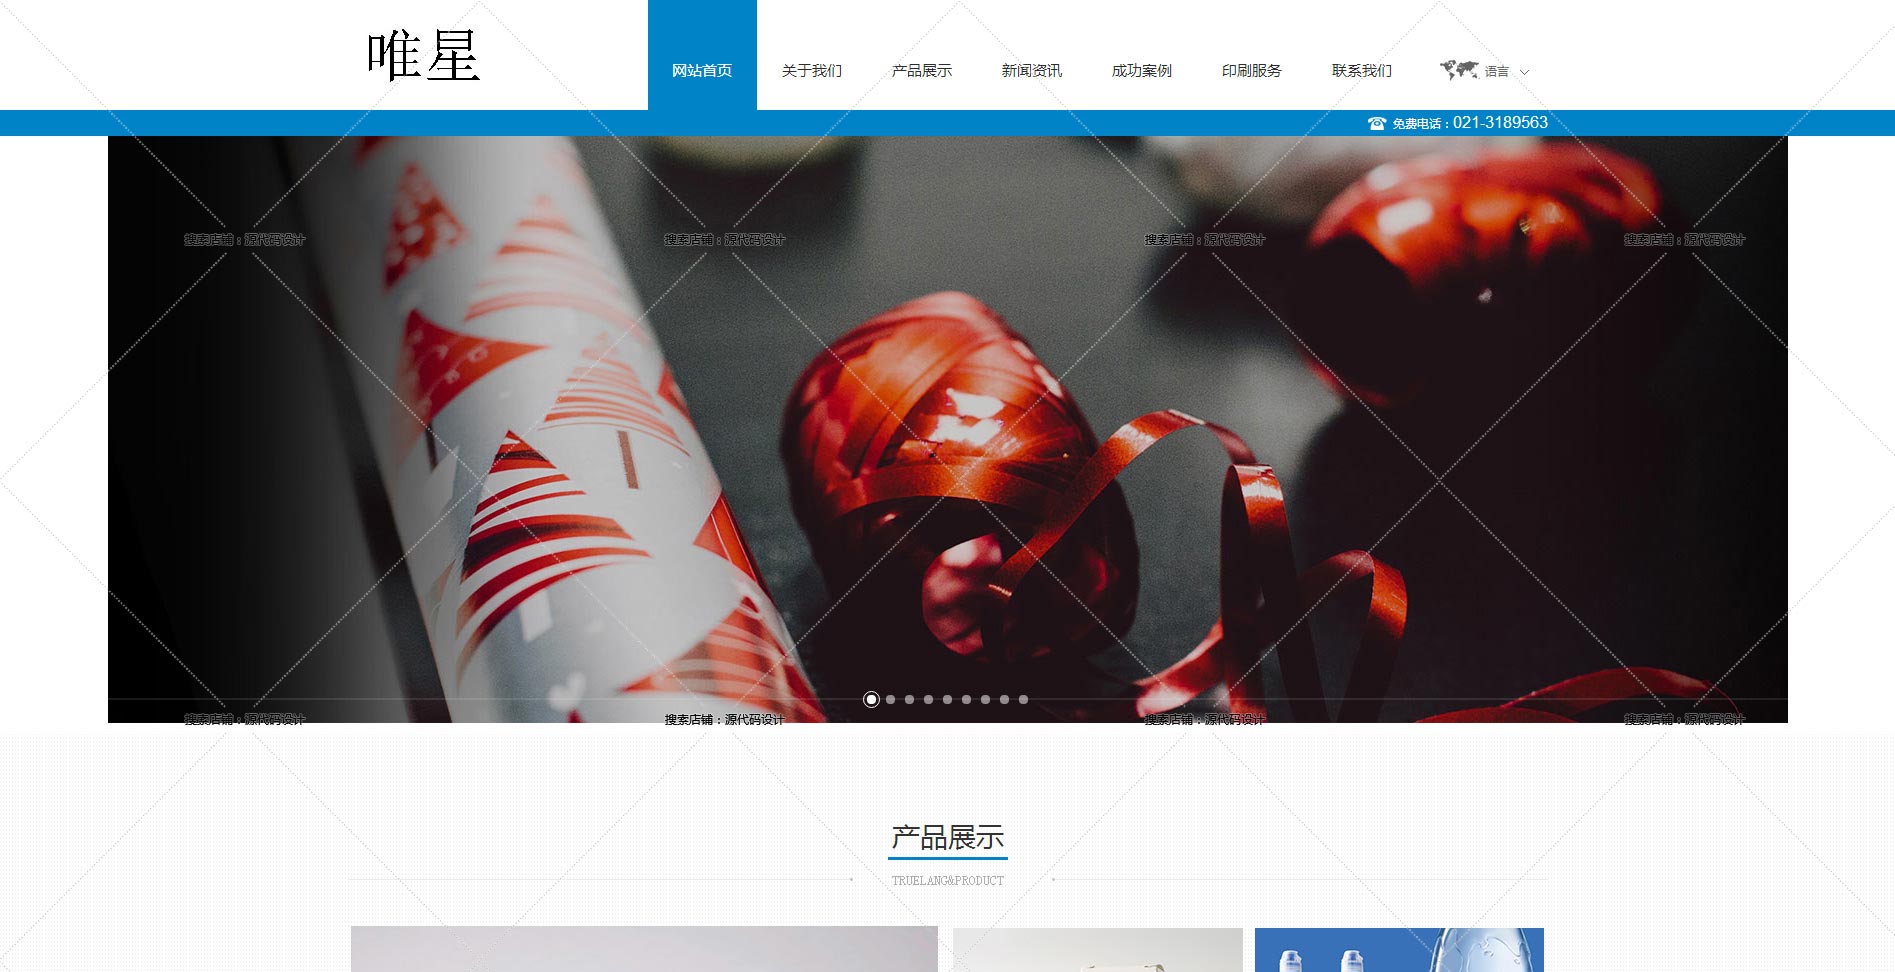 唯星
网站首页 关于我们 产品展示 新闻资讯 成功案例 印刷服务 联系我们 语言
免费电话：021-3189563
搜索店铺：源代码设计 搜索店铺：源代码设计 搜索店铺：源代码设计 搜索店铺：源代码设计
搜索店铺：源代码设计 搜索店铺：源代码设计 搜索店铺：源代码设计 搜索店铺：源代码设计
产品展示
TRUELANG&PRODUCT